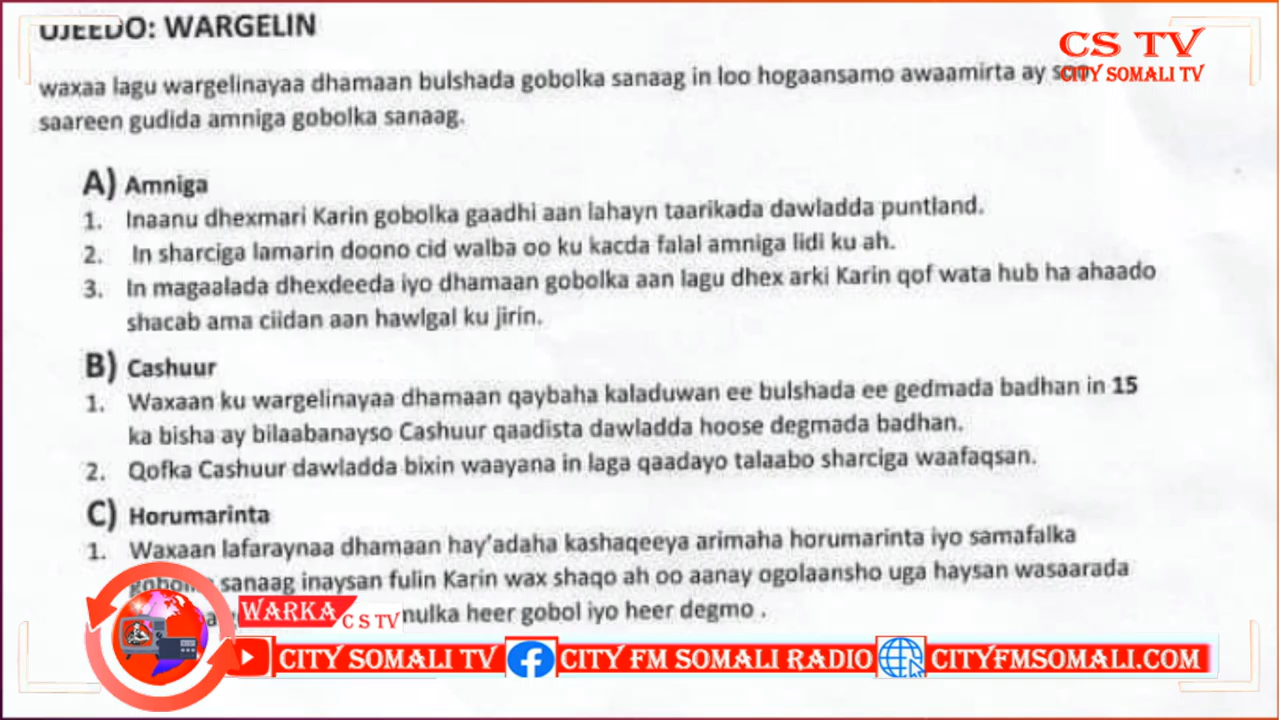 UJEEDO: WARGELIN
CS TV
CITY SOMALI TV
waxaa lagu wargelinayaa dhamaan bulshada gobolka sanaag in loo hogaansamo awaamirta ay
saareen gudida amniga gobolka sanaag.
A) Amniga
1. Inaanu dhexmari Karin gobolka gaadhi aan lahayn taarikada dawladda puntland.
2. In sharciga lamarin doono cid walba oo ku kacda falal amniga lidi ku ah.
3. In magaalada dhexdeeda iyo dhamaan gobolka aan lagu dhex arki Karin qof wata hub ha ahaado
shacab ama ciidan aan hawlgal ku jirin.
B) Cashuur
1. Waxaan ku wargelinayaa dhamaan qaybaha kaladuwan ee bulshada ee gedmada badhan in 15
ka bisha ay bilaabanayso Cashuur qaadista dawladda hoose degmada badhan.
2. Qofka Cashuur dawladda bixin waayana in laga qaadayo talaabo sharciga waafaqsan.
C) Horumarinta
1. Waxaan lafaraynaa dhamaan hay'adaha kashaqeeya arimaha horumarinta iyo samafalka
sanaag inaysan fulin Karin wax shaqo ah oo aanay ogolaansho uga haysan wasaarada
nulka heer gobol iyo heer degmo .
WARKA
C S TV
CITY SOMALI TV CITY FM SOMALI RADIO CITYFMSOMALI.COM